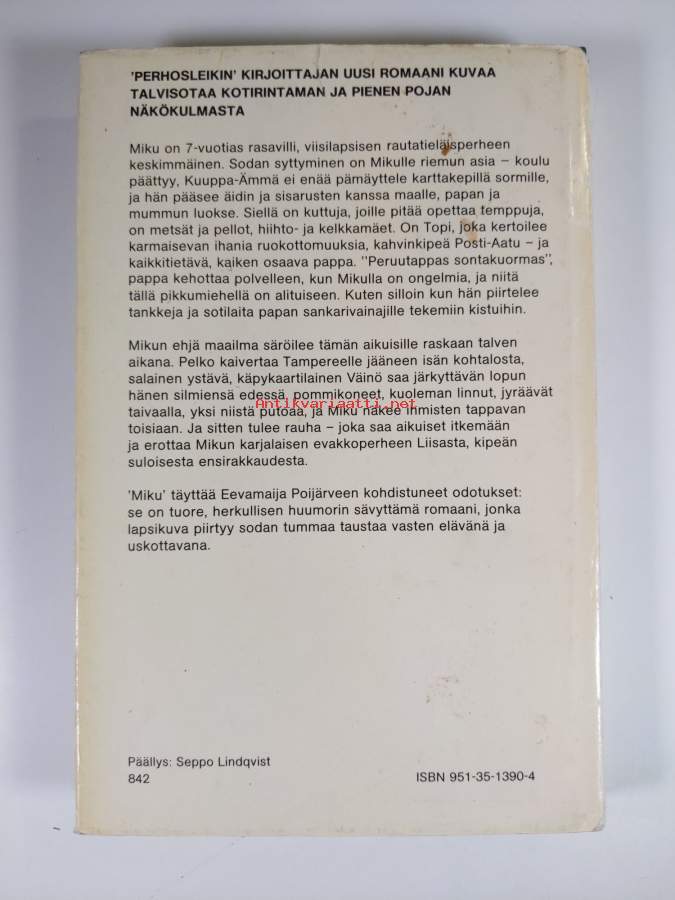 'PERHOSLEIKIN' KIRJOITTAJAN UUSI ROMAANI KUVAA
TALVISOTAA KOTIRINTAMAN JA PIENEN POJAN
NÄKÖKULMASTA
Miku on 7-vuotias rasavilli, viisilapsisen rautatieläisperheen
keskimmäinen. Sodan syttyminen on Mikulle riemun asia – koulu
päättyy, Kuuppa-Ämmä ei enää pämäyttele karttakepillä sormille,
ja hän pääsee äidin ja sisarusten kanssa maalle, papan ja
mummun luokse. Siellä on kuttuja, joille pitää opettaa temppuja,
on metsät ja pellot, hiihto- ja kelkkamäet. On Topi, joka kertoilee
karmaisevan ihania ruokottomuuksia, kahvinkipeä Posti-Aatu – ja
kaikkitietävä, kaiken osaava pappa. "Peruutappas sontakuormas",
pappa kehottaa polvelleen, kun Mikulla on ongelmia, ja niitä
tällä pikkumiehellä on alituiseen. Kuten silloin kun hän piirtelee
tankkeja ja sotilaita papan sankarivainajille tekemiin kistuihin.
Mikun ehjä maailma säröilee tämän aikuisille raskaan talven
aikana. Pelko kaivertaa Tampereelle jääneen isän kohtalosta,
salainen ystävä, käpykaartilainen Väinö saa järkyttävän lopun
hänen silmiensä edessä, pommikoneet, kuoleman linnut, jyräävät
Antikvariaatti.net
taivaalla, yksi niistä putoaa, ja Miku näkee ihmisten tappavan
toisiaan. Ja sitten tulee rauha – joka saa aikuiset itkemään
ja erottaa Mikun karjalaisen evakkoperheen Liisasta, kipeän
suloisesta ensirakkaudesta.
'Miku' täyttää Eevamaija Poijärveen kohdistuneet odotukset:
se on tuore, herkullisen huumorin sävyttämä romaani, jonka
lapsikuva piirtyy sodan tummaa taustaa vasten elävänä ja
uskottavana.
Päällys: Seppo Lindqvist
842
ISBN 951-35-1390-4